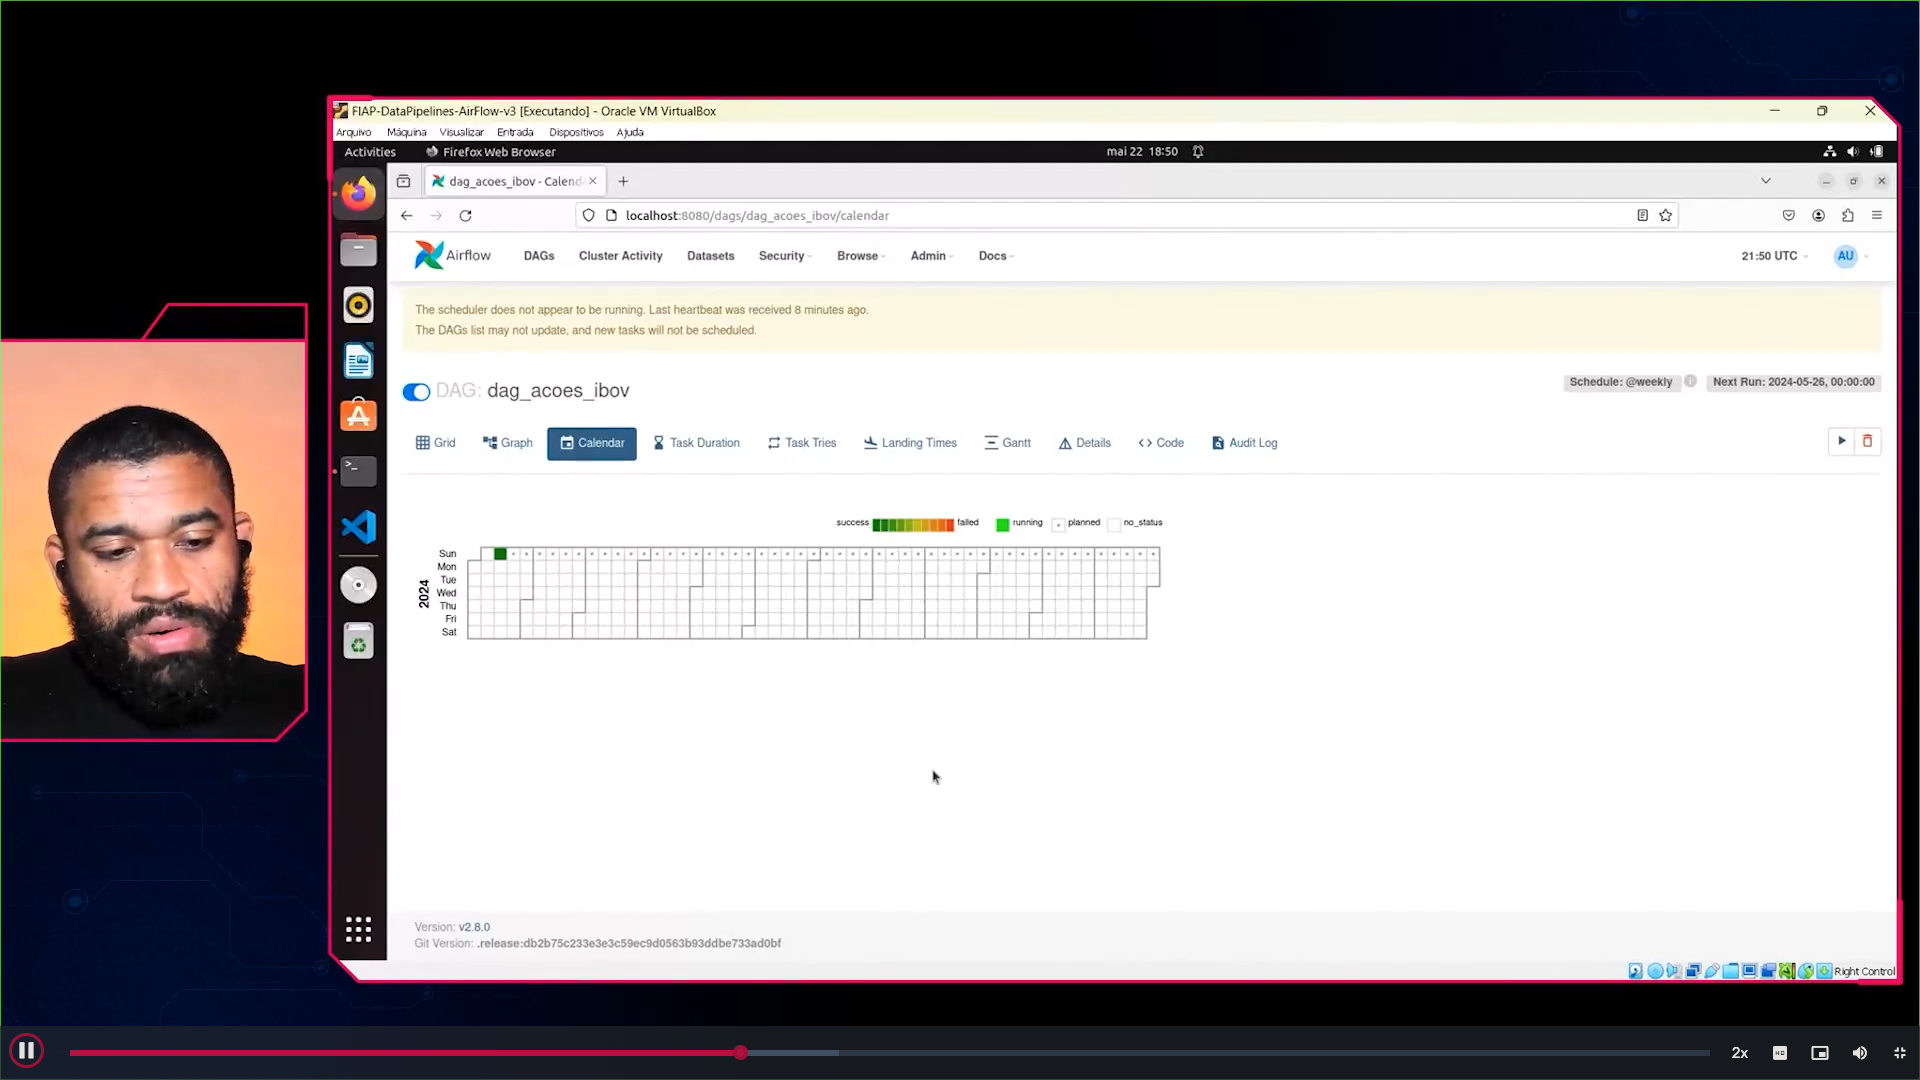 FIAP-DataPipelines-AirFlow-v3 [Executando] - Oracle VM VirtualBox
Arquivo Máquina Visualizar Entrada Dispositivos Ajuda
Activities Firefox Web Browser mai 22 18:50
dag_acoes_ibov - Calend
localhost:8080/dags/dag_acoes_ibov/calendar
Airflow DAGs Cluster Activity Datasets Security Browse Admin Docs 21:50 UTC AU
The scheduler does not appear to be running. Last heartbeat was received 8 minutes ago.
The DAGs list may not update, and new tasks will not be scheduled.
DAG: dag_acoes_ibov Schedule: @weekly Next Run: 2024-05-26, 00:00:00
Grid Graph Calendar Task Duration Task Tries Landing Times Gantt Details Code Audit Log
success failed running planned no_status
2024
Sun
Mon
Tue
Wed
Thu
Fri
Sat
Version: v2.8.0
Git Version: .release:db2b75c233e3e3c59ec9d0563b93ddbe733ad0bf
Right Control
2x